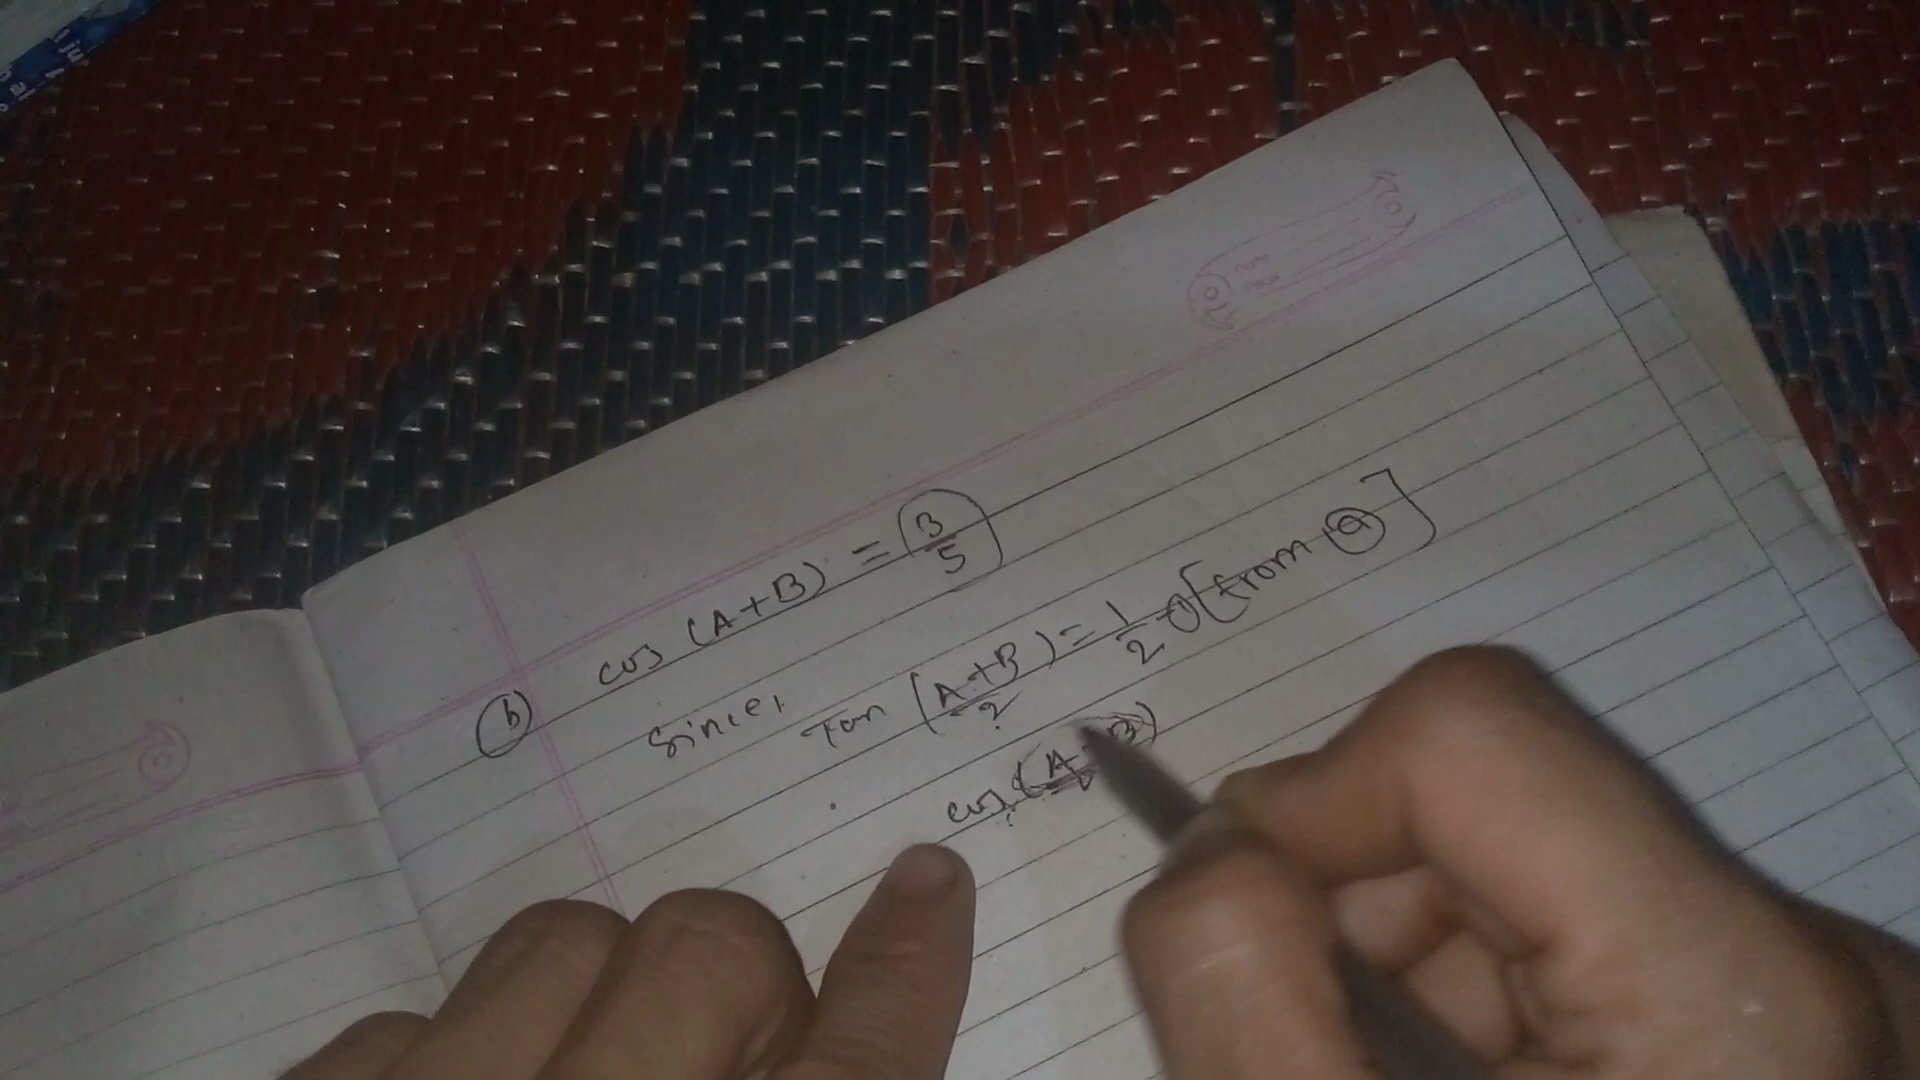 (b) cos (A+B) = (3/5)
Since, Tan ((A+B)/2) = 1/2 - ① [from ⓐ]
cos (A+B)